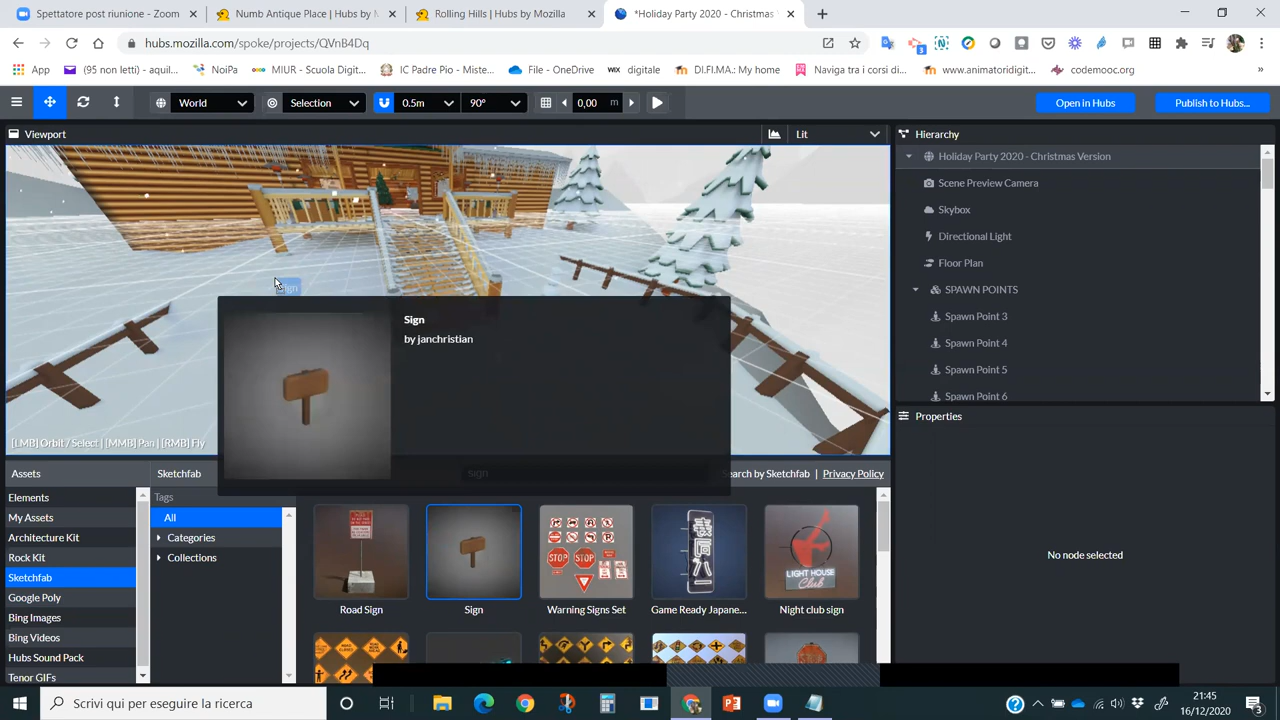 Spettatore post riunione - Zoom
Numb Antique Place | Hubs by M
Rolling Hills | Hubs by Mozilla
*Holiday Party 2020 - Christmas
hubs.mozilla.com/spoke/projects/QVnB4Dq
3
App
(95 non letti) - aquil
NoiPa
MIUR - Scuola Digit...
IC Padre Pio - Miste...
File - OneDrive
WIX
digitale
DI.FI.MA.: My home
Naviga tra i corsi di...
www.animatoridigit...
codemooc.org
World
Selection
0.5m
90°
0,00 m
Open in Hubs
Publish to Hubs...
Viewport
Lit
Hierarchy
Holiday Party 2020 - Christmas Version
Scene Preview Camera
Skybox
Directional Light
Floor Plan
SPAWN POINTS
Spawn Point 3
Spawn Point 4
Spawn Point 5
Spawn Point 6
Sign
Sign
by janchristian
[LMB] Orbit / Select | [MMB] Pan | [RMB] Fly
Properties
No node selected
Assets
Sketchfab
sign
Search by Sketchfab | Privacy Policy
Elements
My Assets
Architecture Kit
Rock Kit
Sketchfab
Google Poly
Bing Images
Bing Videos
Hubs Sound Pack
Tenor GIFs
Tags
All
Categories
Collections
STOP STOP
LIGHT HOUSE
Club
Road Sign
Sign
Warning Signs Set
Game Ready Japane...
Night club sign
Scrivi qui per eseguire la ricerca
21:45
16/12/2020
3